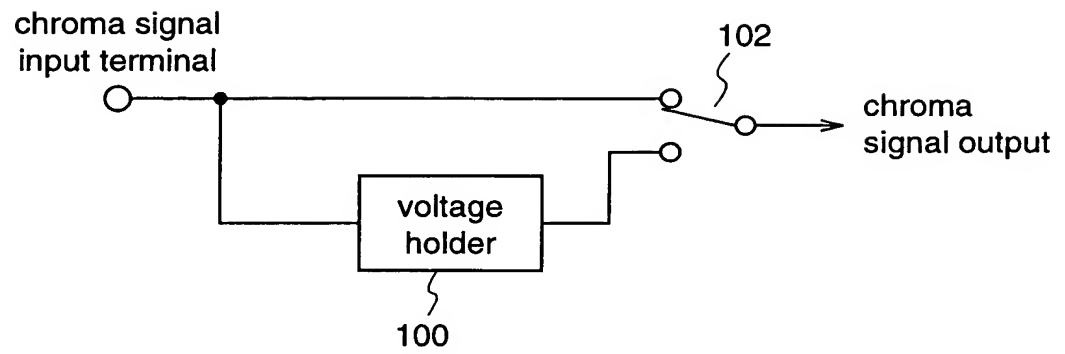 chroma signal
input terminal
102
chroma
signal output
voltage
holder
100